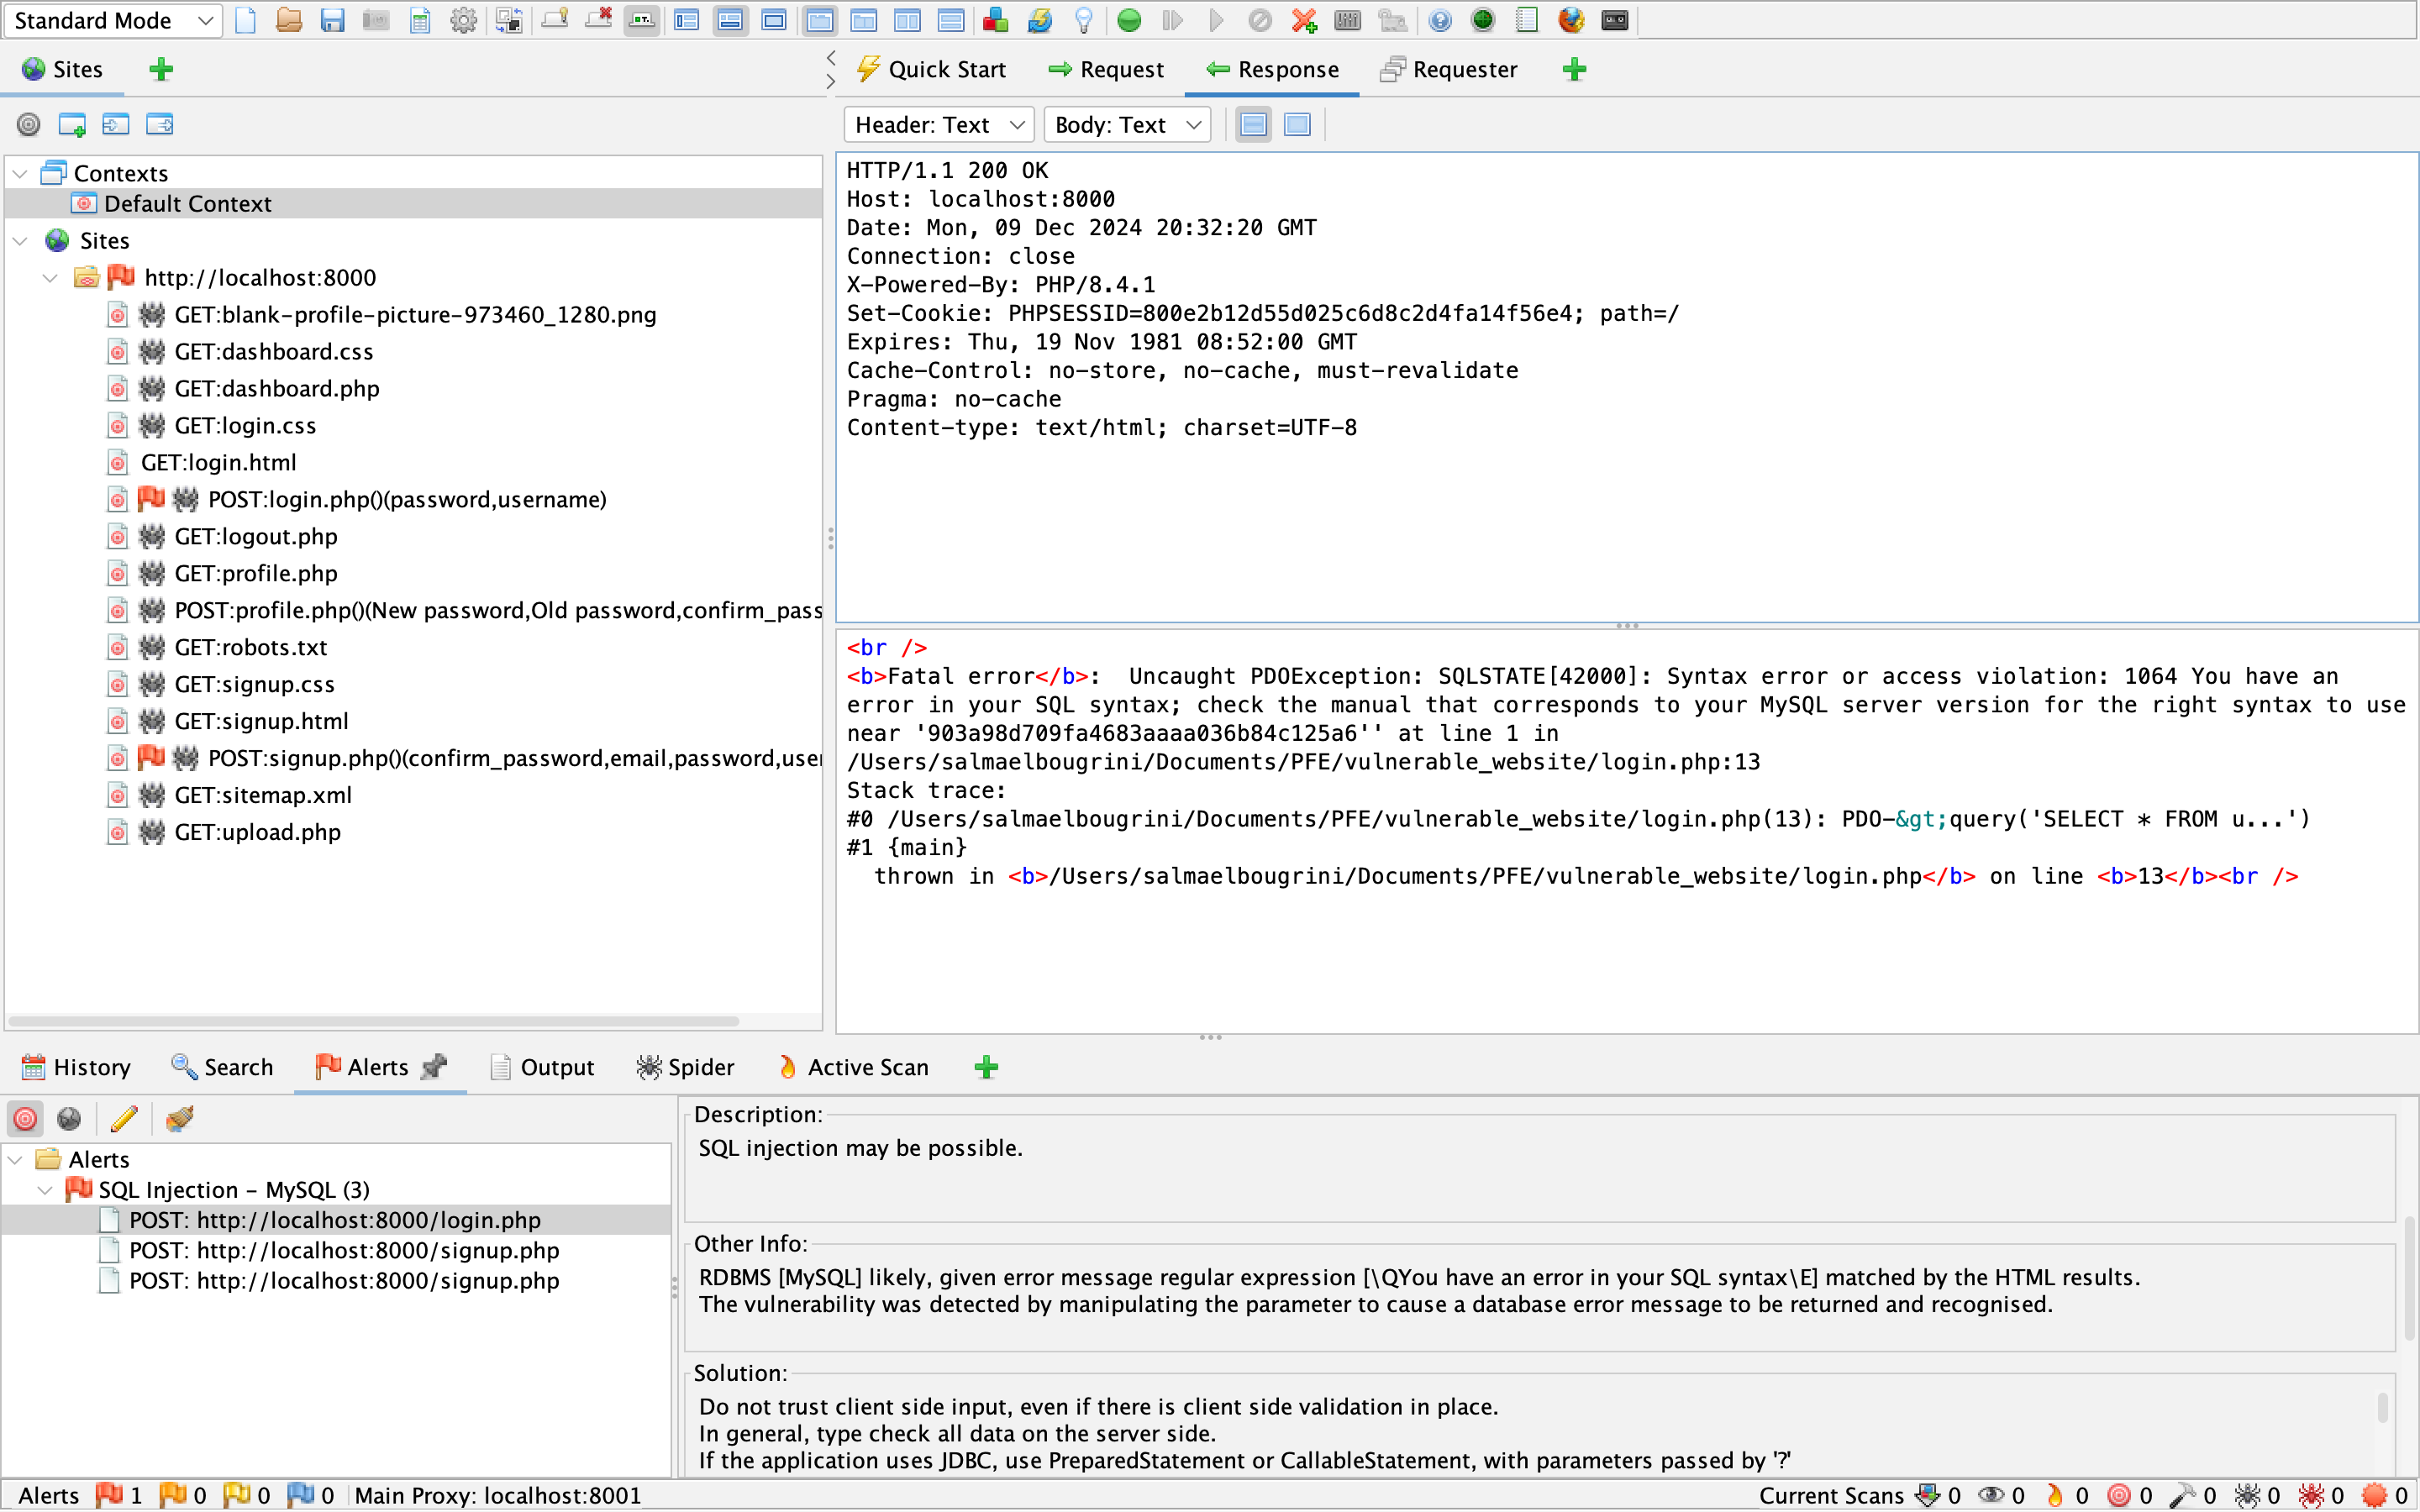 Standard Mode
Sites
Quick Start
Request
Response
Requester
Header: Text
Body: Text
Contexts
Default Context
Sites
http://localhost:8000
GET:blank-profile-picture-973460_1280.png
GET:dashboard.css
GET:dashboard.php
GET:login.css
GET:login.html
POST:login.php()(password,username)
GET:logout.php
GET:profile.php
POST:profile.php()(New password,Old password,confirm_pass
GET:robots.txt
GET:signup.css
GET:signup.html
POST:signup.php()(confirm_password,email,password,user
GET:sitemap.xml
GET:upload.php
HTTP/1.1 200 OK
Host: localhost:8000
Date: Mon, 09 Dec 2024 20:32:20 GMT
Connection: close
X-Powered-By: PHP/8.4.1
Set-Cookie: PHPSESSID=800e2b12d55d025c6d8c2d4fa14f56e4; path=/
Expires: Thu, 19 Nov 1981 08:52:00 GMT
Cache-Control: no-store, no-cache, must-revalidate
Pragma: no-cache
Content-type: text/html; charset=UTF-8
<br />
<b>Fatal error</b>:  Uncaught PDOException: SQLSTATE[42000]: Syntax error or access violation: 1064 You have an
error in your SQL syntax; check the manual that corresponds to your MySQL server version for the right syntax to use
near '903a98d709fa4683aaaa036b84c125a6'' at line 1 in
/Users/salmaelbougrini/Documents/PFE/vulnerable_website/login.php:13
Stack trace:
#0 /Users/salmaelbougrini/Documents/PFE/vulnerable_website/login.php(13): PDO-&gt;query('SELECT * FROM u...')
#1 {main}
thrown in <b>/Users/salmaelbougrini/Documents/PFE/vulnerable_website/login.php</b> on line <b>13</b><br />
History
Search
Alerts
Output
Spider
Active Scan
Alerts
SQL Injection – MySQL (3)
POST: http://localhost:8000/login.php
POST: http://localhost:8000/signup.php
POST: http://localhost:8000/signup.php
Description:
SQL injection may be possible.
Other Info:
RDBMS [MySQL] likely, given error message regular expression [\QYou have an error in your SQL syntax\E] matched by the HTML results.
The vulnerability was detected by manipulating the parameter to cause a database error message to be returned and recognised.
Solution:
Do not trust client side input, even if there is client side validation in place.
In general, type check all data on the server side.
If the application uses JDBC, use PreparedStatement or CallableStatement, with parameters passed by '?'
Alerts 1 0 0 0 Main Proxy: localhost:8001
Current Scans 0 0 0 0 0 0 0 0